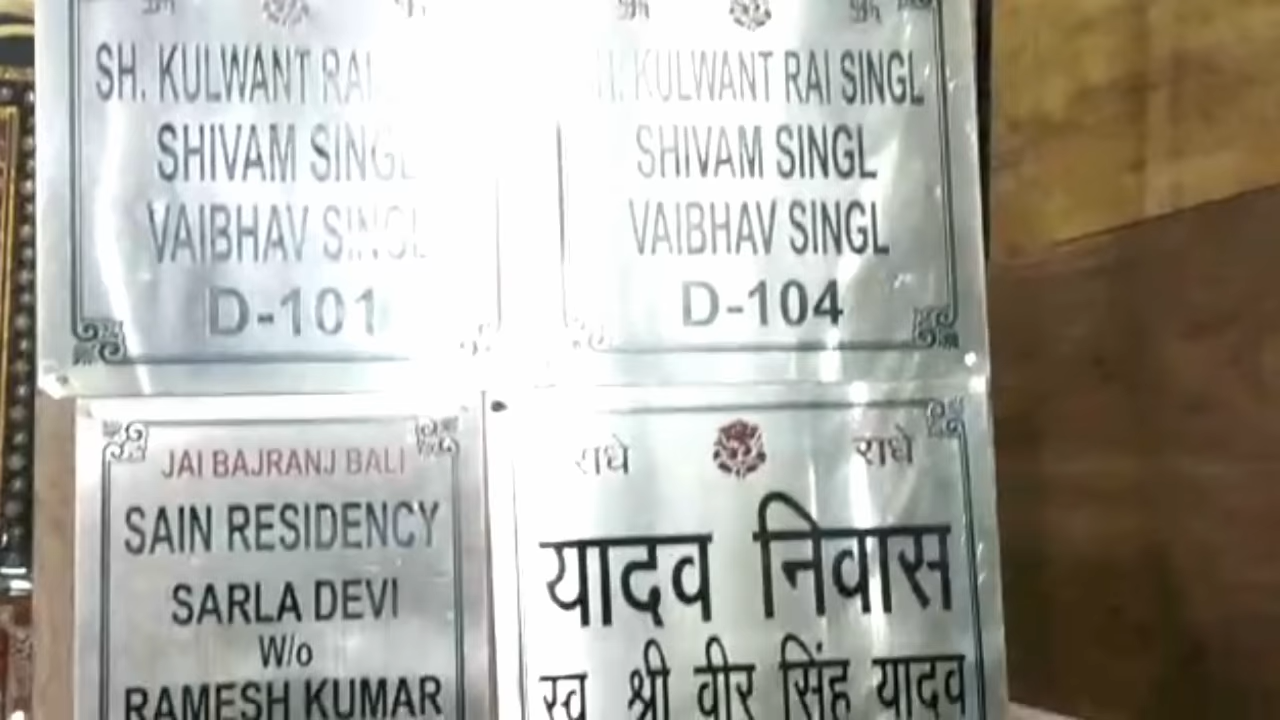 SH. KULWANT RAI
SHIVAM SINGL
VAIBHAV SINGL
D-101
KULWANT RAI SINGL
SHIVAM SINGL
VAIBHAV SINGL
D-104
JAI BAJRANJ BALI
SAIN RESIDENCY
SARLA DEVI
W/o
RAMESH KUMAR
राधे राधे
यादव निवास
स्व श्री वीर सिंह यादव